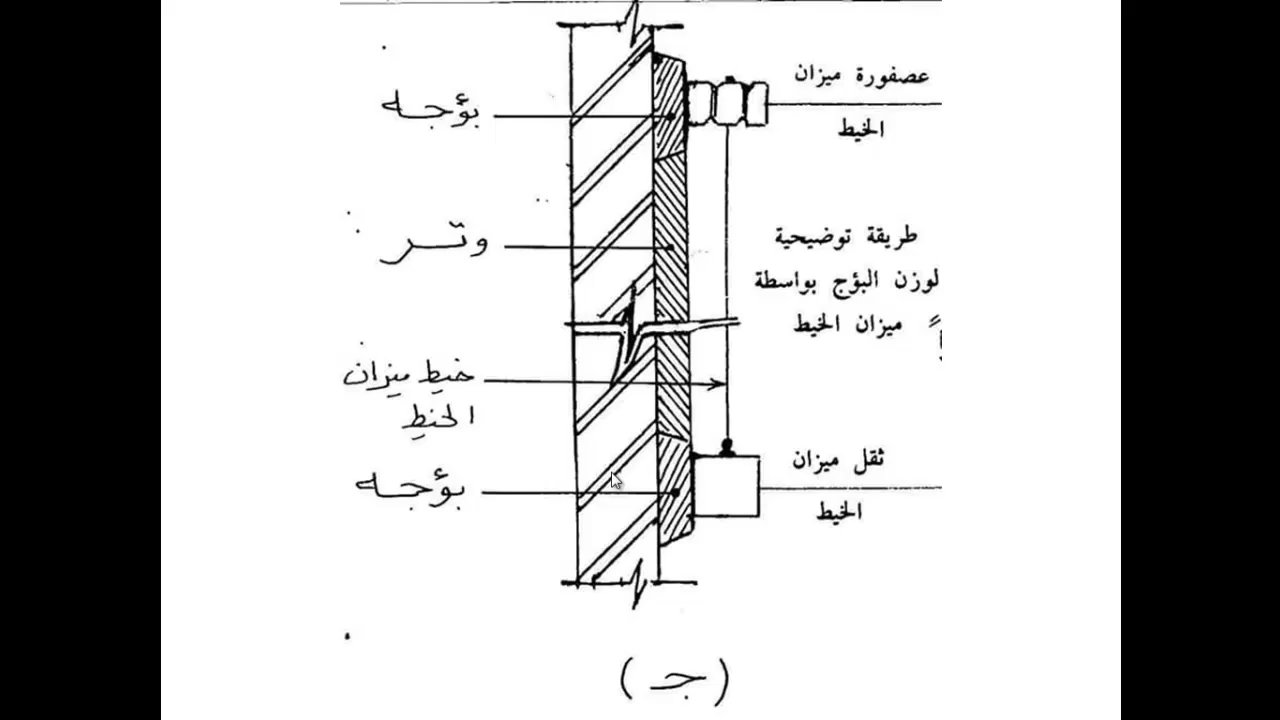 عصفورة ميزان
الخيط
بؤجه
طريقة توضيحية
لوزن البؤج بواسطة
ميزان الخيط
وتر
خيط ميزان
الخيط
ثقل ميزان
الخيط
بؤجه
(جـ)